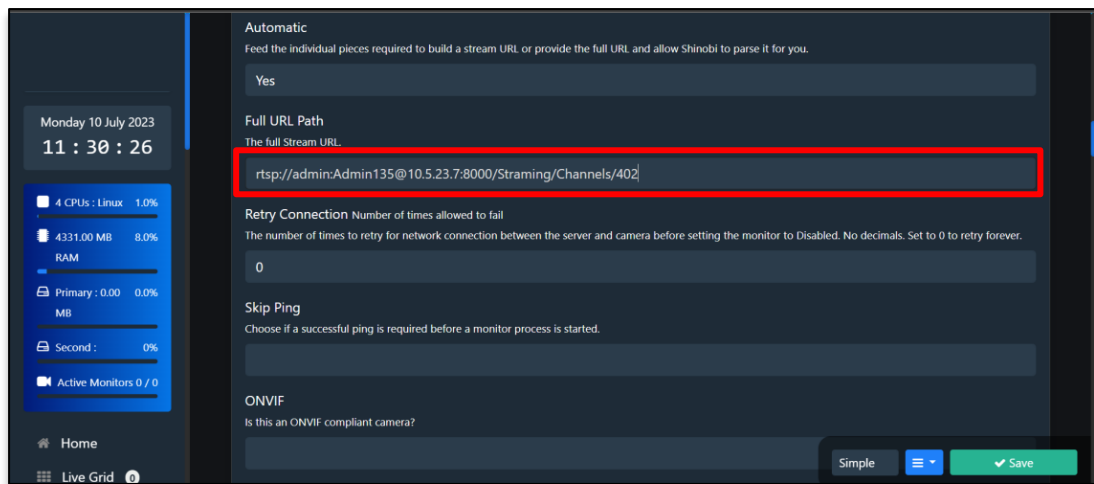 Automatic
Feed the individual pieces required to build a stream URL or provide the full URL and allow Shinobi to parse it for you.
Yes
Monday 10 July 2023
11 : 30 : 26
Full URL Path
The full Stream URL.
rtsp://admin:Admin135@10.5.23.7:8000/Straming/Channels/402
4 CPUs : Linux 1.0%
4331.00 MB 8.0%
RAM
Primary : 0.00 0.0%
MB
Second : 0%
Active Monitors 0 / 0
Home
Live Grid 0
Retry Connection Number of times allowed to fail
The number of times to retry for network connection between the server and camera before setting the monitor to Disabled. No decimals. Set to 0 to retry forever.
0
Skip Ping
Choose if a successful ping is required before a monitor process is started.
ONVIF
Is this an ONVIF compliant camera?
Simple
Save